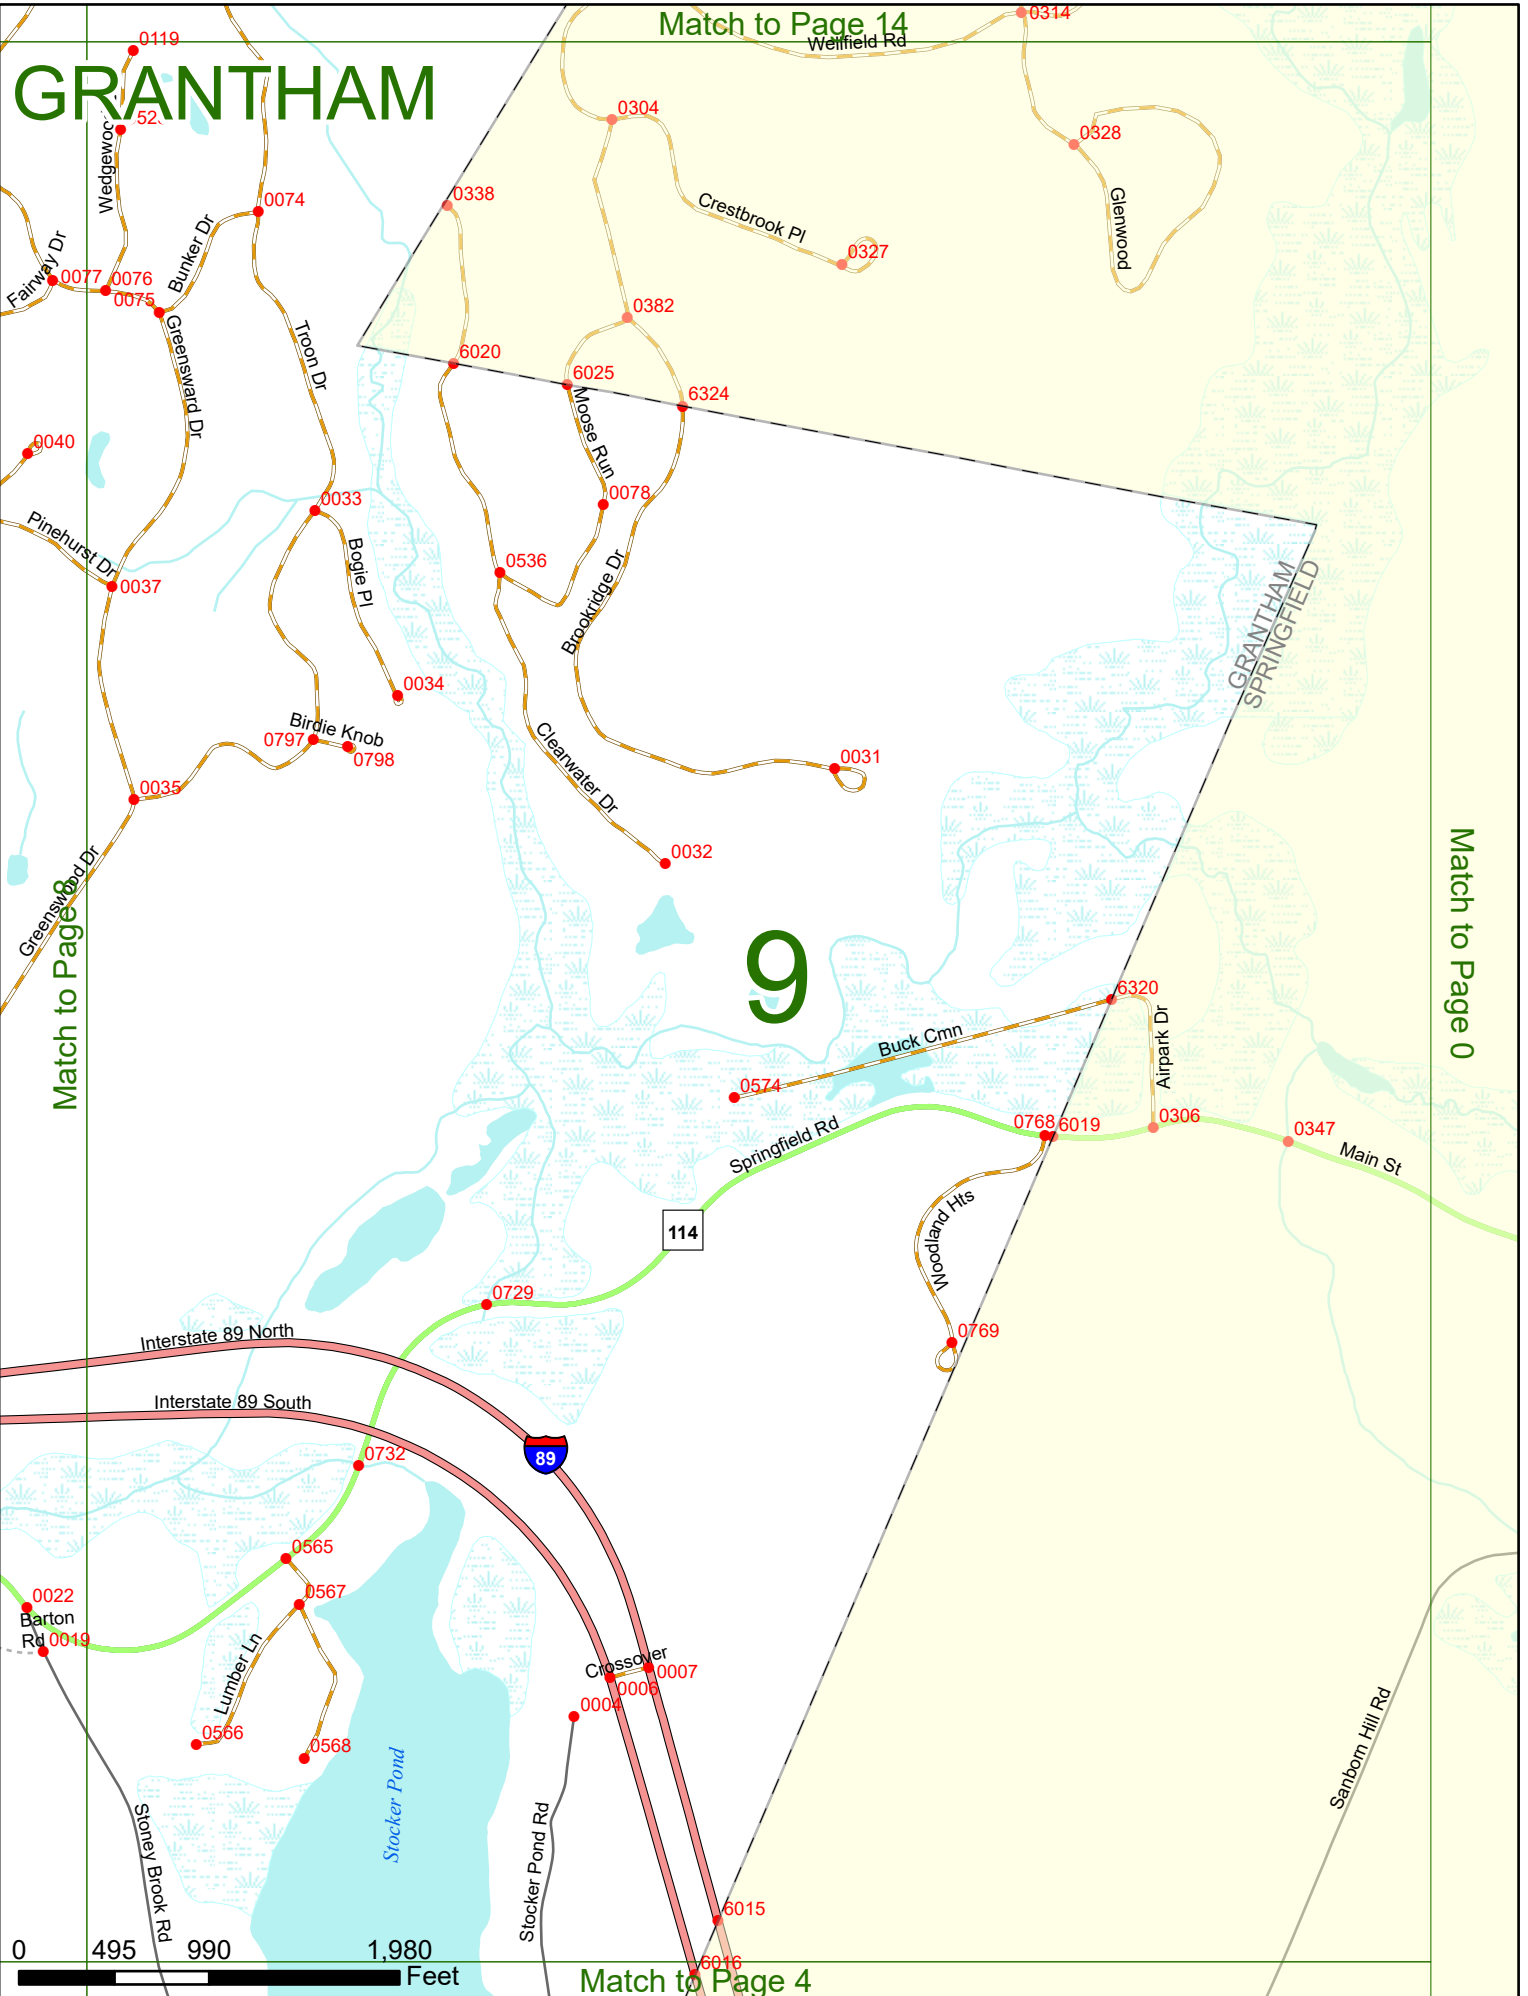 Match to Page 14
0314
Wellfield Rd
0119
GRANTHAM
0304
0328
52
Wedgewoo
0338
0074
Crestbrook Pl
Glenwood
Bunker Dr
0327
Fairway Dr
0077
0076
0075
0382
Greensward Dr
Troon Dr
6020
6025
Moose Run
6324
0040
0033
0078
Pinehurst Dr
Bogie Pl
0037
0536
Brookridge Dr
GRANTHAM
SPRINGFIELD
0034
Birdie Knob
0797
0798
Clearwater Dr
0031
0035
0032
Greenswood Dr
Match to Page 8
Match to Page 0
9
6320
Buck Cmn
Airpark Dr
0574
Springfield Rd
0768
6019
0306
0347
Main St
Woodland Hts
114
0729
Interstate 89 North
0769
Interstate 89 South
89
0732
0565
0567
0022
Barton
Rd
0019
Lumber Ln
Crossover
0007
0006
0004
0566
0568
Stocker Pond
Sanborn Hill Rd
Stoney Brook Rd
Stocker Pond Rd
6015
0 495 990 1,980
Feet
6016
Match to Page 4